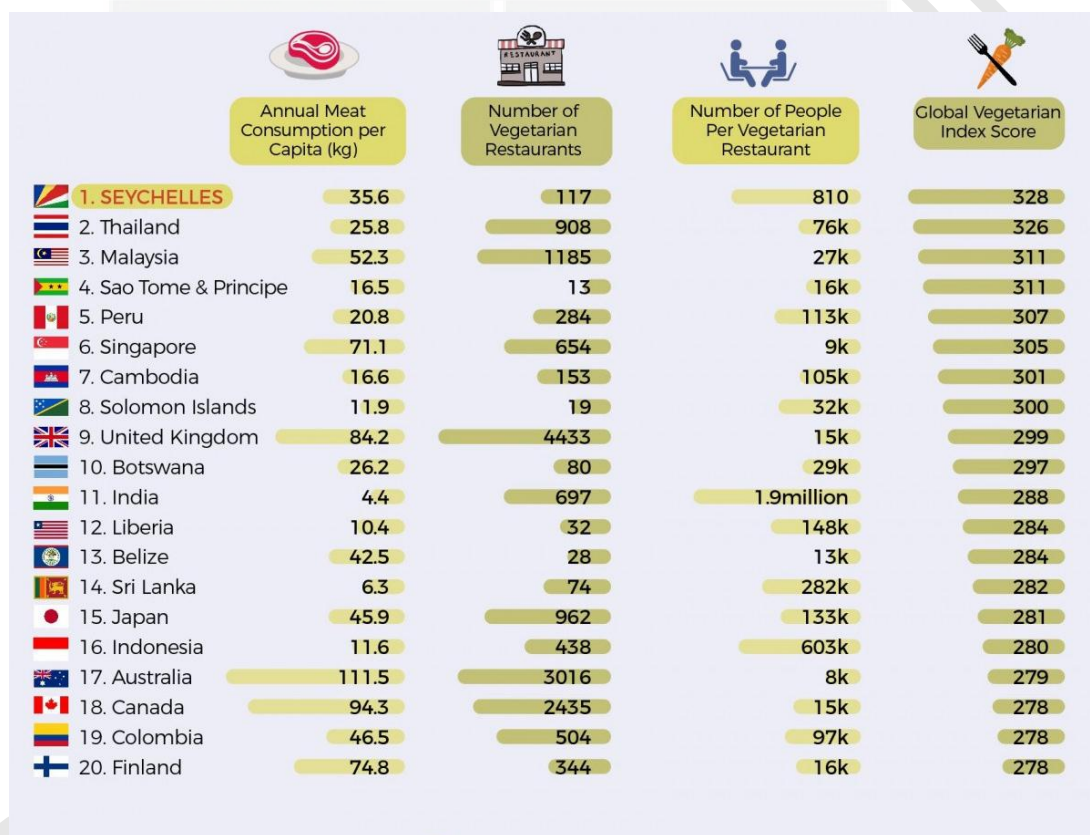 RESTAURANT
Annual Meat
Consumption per
Capita (kg)
Number of
Vegetarian
Restaurants
Number of People
Per Vegetarian
Restaurant
Global Vegetarian
Index Score
1. SEYCHELLES 35.6 117 810 328
2. Thailand 25.8 908 76k 326
3. Malaysia 52.3 1185 27k 311
4. Sao Tome & Principe 16.5 13 16k 311
5. Peru 20.8 284 113k 307
6. Singapore 71.1 654 9k 305
7. Cambodia 16.6 153 105k 301
8. Solomon Islands 11.9 19 32k 300
9. United Kingdom 84.2 4433 15k 299
10. Botswana 26.2 80 29k 297
11. India 4.4 697 1.9million 288
12. Liberia 10.4 32 148k 284
13. Belize 42.5 28 13k 284
14. Sri Lanka 6.3 74 282k 282
15. Japan 45.9 962 133k 281
16. Indonesia 11.6 438 603k 280
17. Australia 111.5 3016 8k 279
18. Canada 94.3 2435 15k 278
19. Colombia 46.5 504 97k 278
20. Finland 74.8 344 16k 278